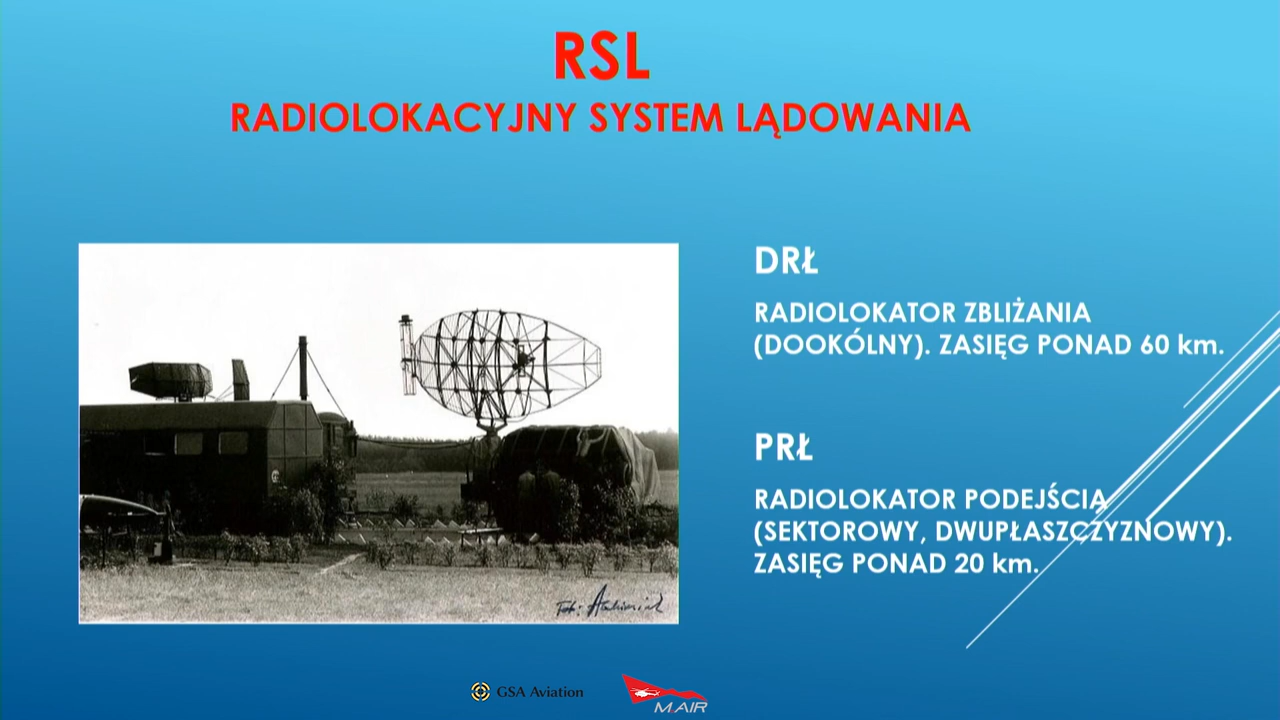 RSL
RADIOLOKACYJNY SYSTEM LĄDOWANIA
DRŁ
RADIOLOKATOR ZBLIŻANIA
(DOOKÓLNY). ZASIĘG PONAD 60 km.
PRŁ
RADIOLOKATOR PODEJŚCIA
(SEKTOROWY, DWUPŁASZCZYZNOWY).
ZASIĘG PONAD 20 km.
Fot:
GSA Aviation
M.AIR